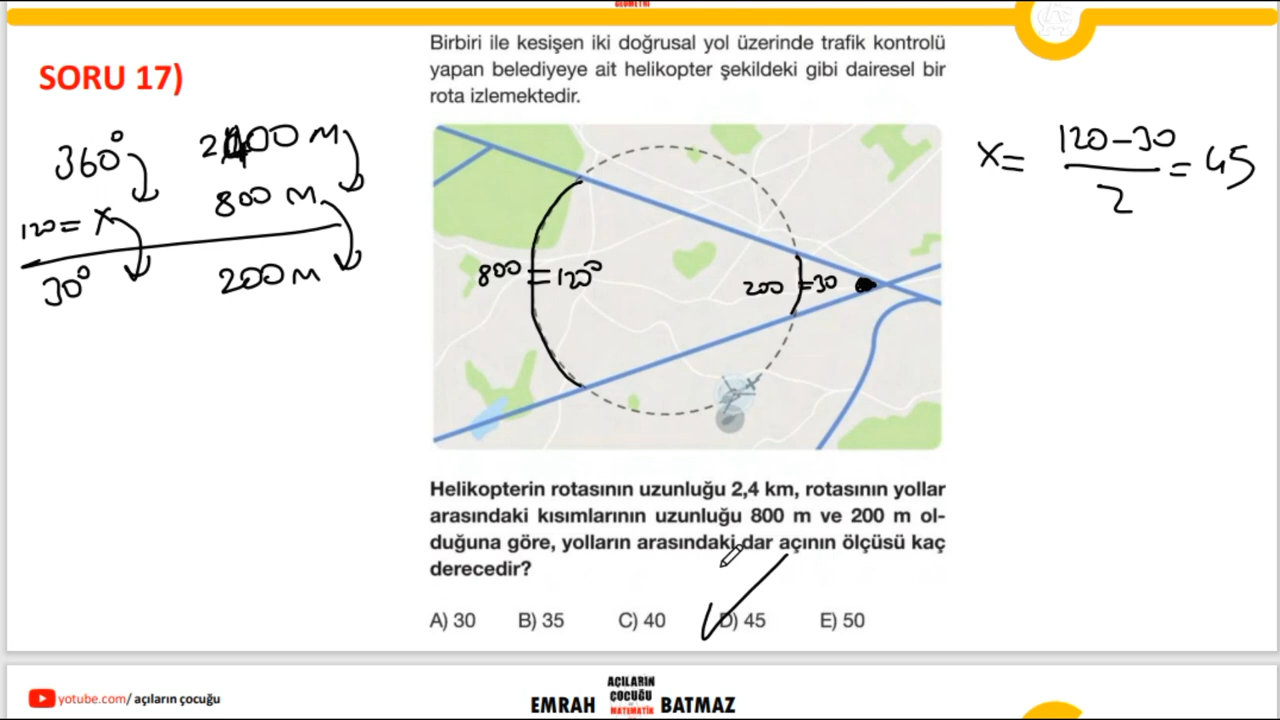 GEOMETRİ
SORU 17)
Birbiri ile kesişen iki doğrusal yol üzerinde trafik kontrolü
yapan belediyeye ait helikopter şekildeki gibi dairesel bir
rota izlemektedir.
360° 2400 M
120 = x 800 M
30° 200 M
800 = 120°
200 = 30
x = 120-30 / 2 = 45
Helikopterin rotasının uzunluğu 2,4 km, rotasının yollar
arasındaki kısımlarının uzunluğu 800 m ve 200 m ol-
duğuna göre, yolların arasındaki dar açının ölçüsü kaç
derecedir?
A) 30 B) 35 C) 40 D) 45 E) 50
yotube.com/ açıların çocuğu
EMRAH
AÇILARIN
ÇOCUĞU
MATEMATİK
BATMAZ